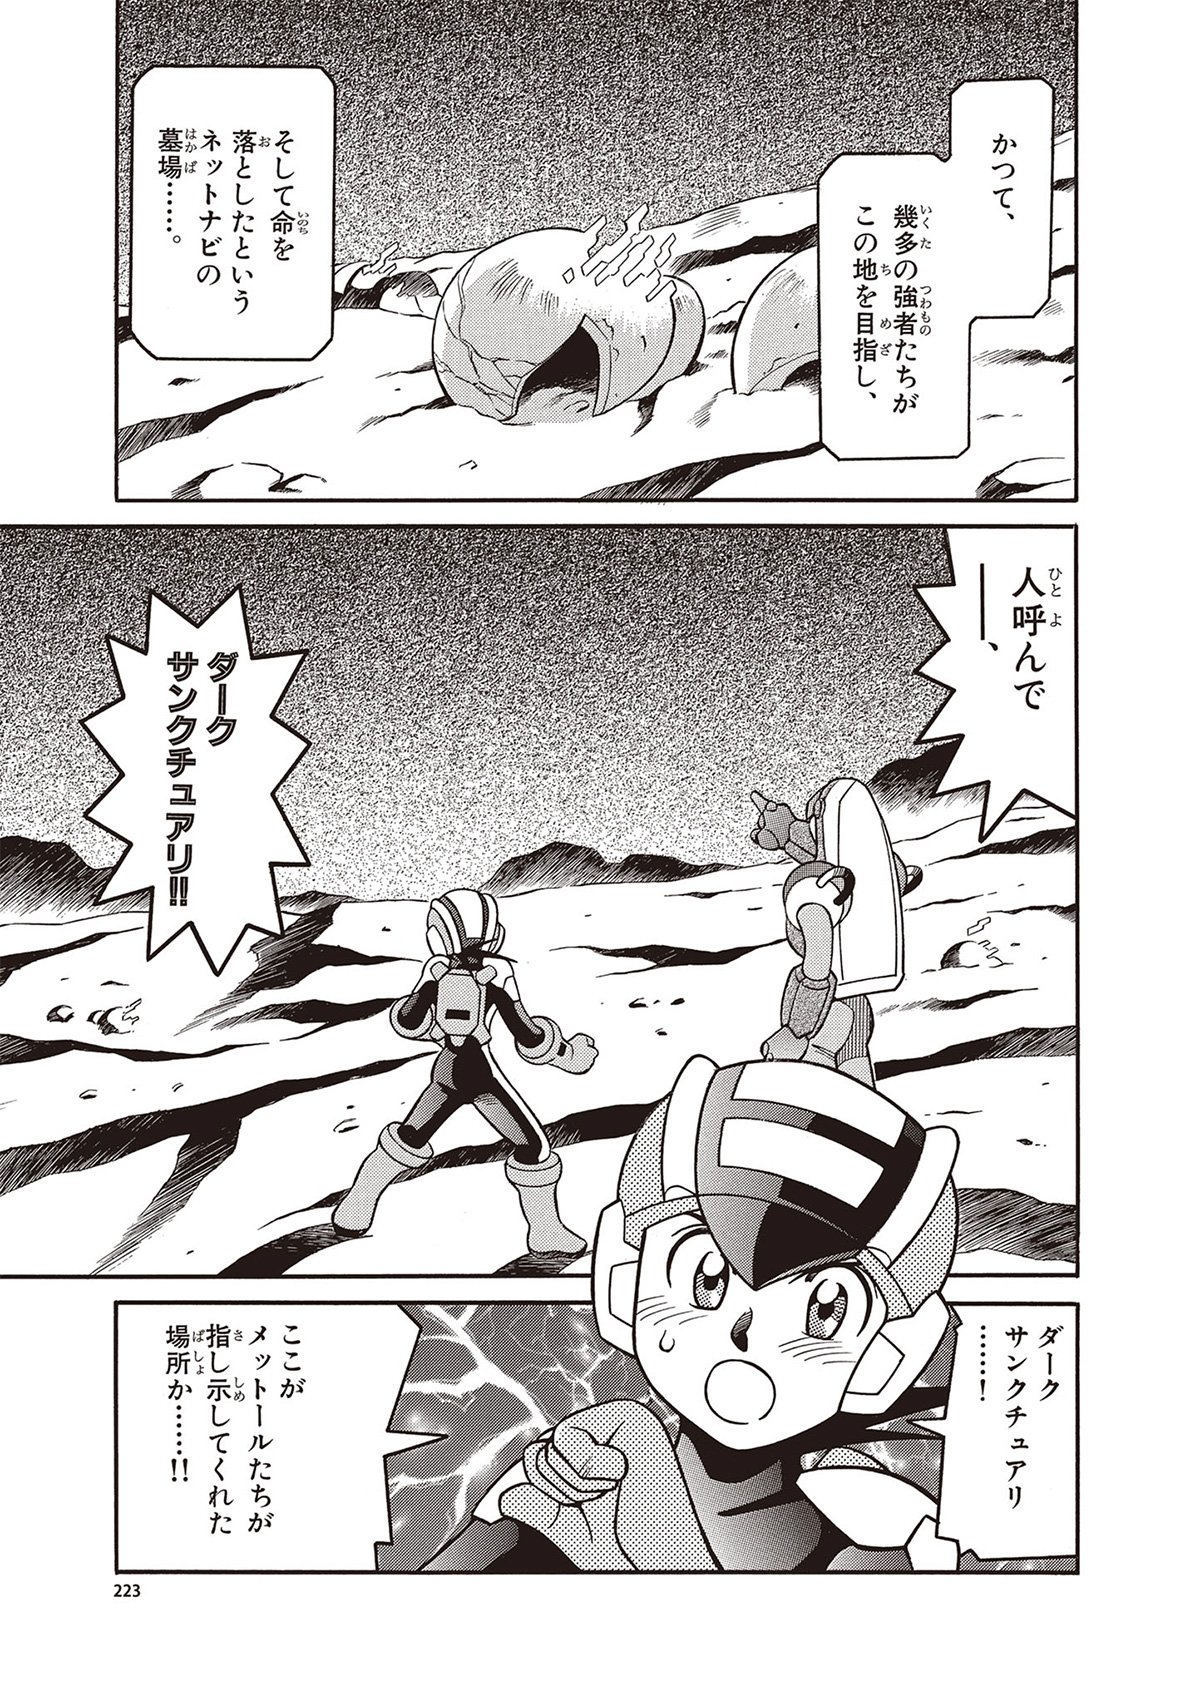 かつて、
幾多の強者たちが
この地を目指し、
そして命を
落としたという
ネットナビの
墓場……。
人呼んで
――、
ダーク
サンクチュアリ!!
ダーク
サンクチュアリ
……!
ここが
メットールたちが
指し示してくれた
場所か……!!
223